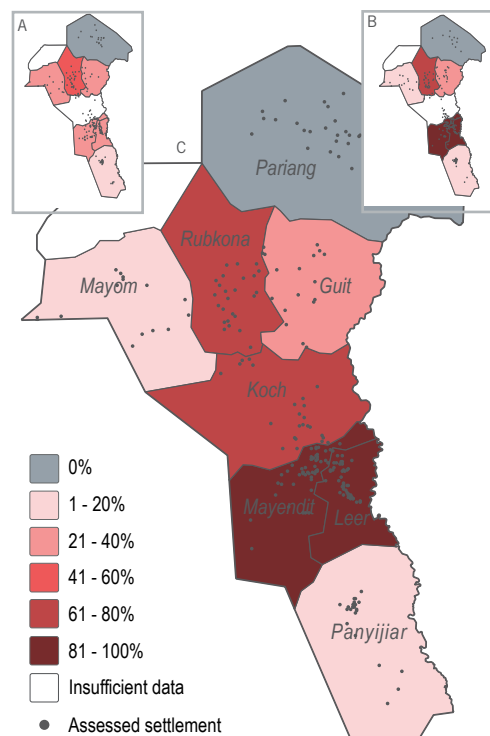 A
B
C
Pariang
Rubkona
Mayom
Guit
Koch
Mayendit
Leer
Panyijiar
0%
1 - 20%
21 - 40%
41 - 60%
61 - 80%
81 - 100%
Insufficient data
Assessed settlement